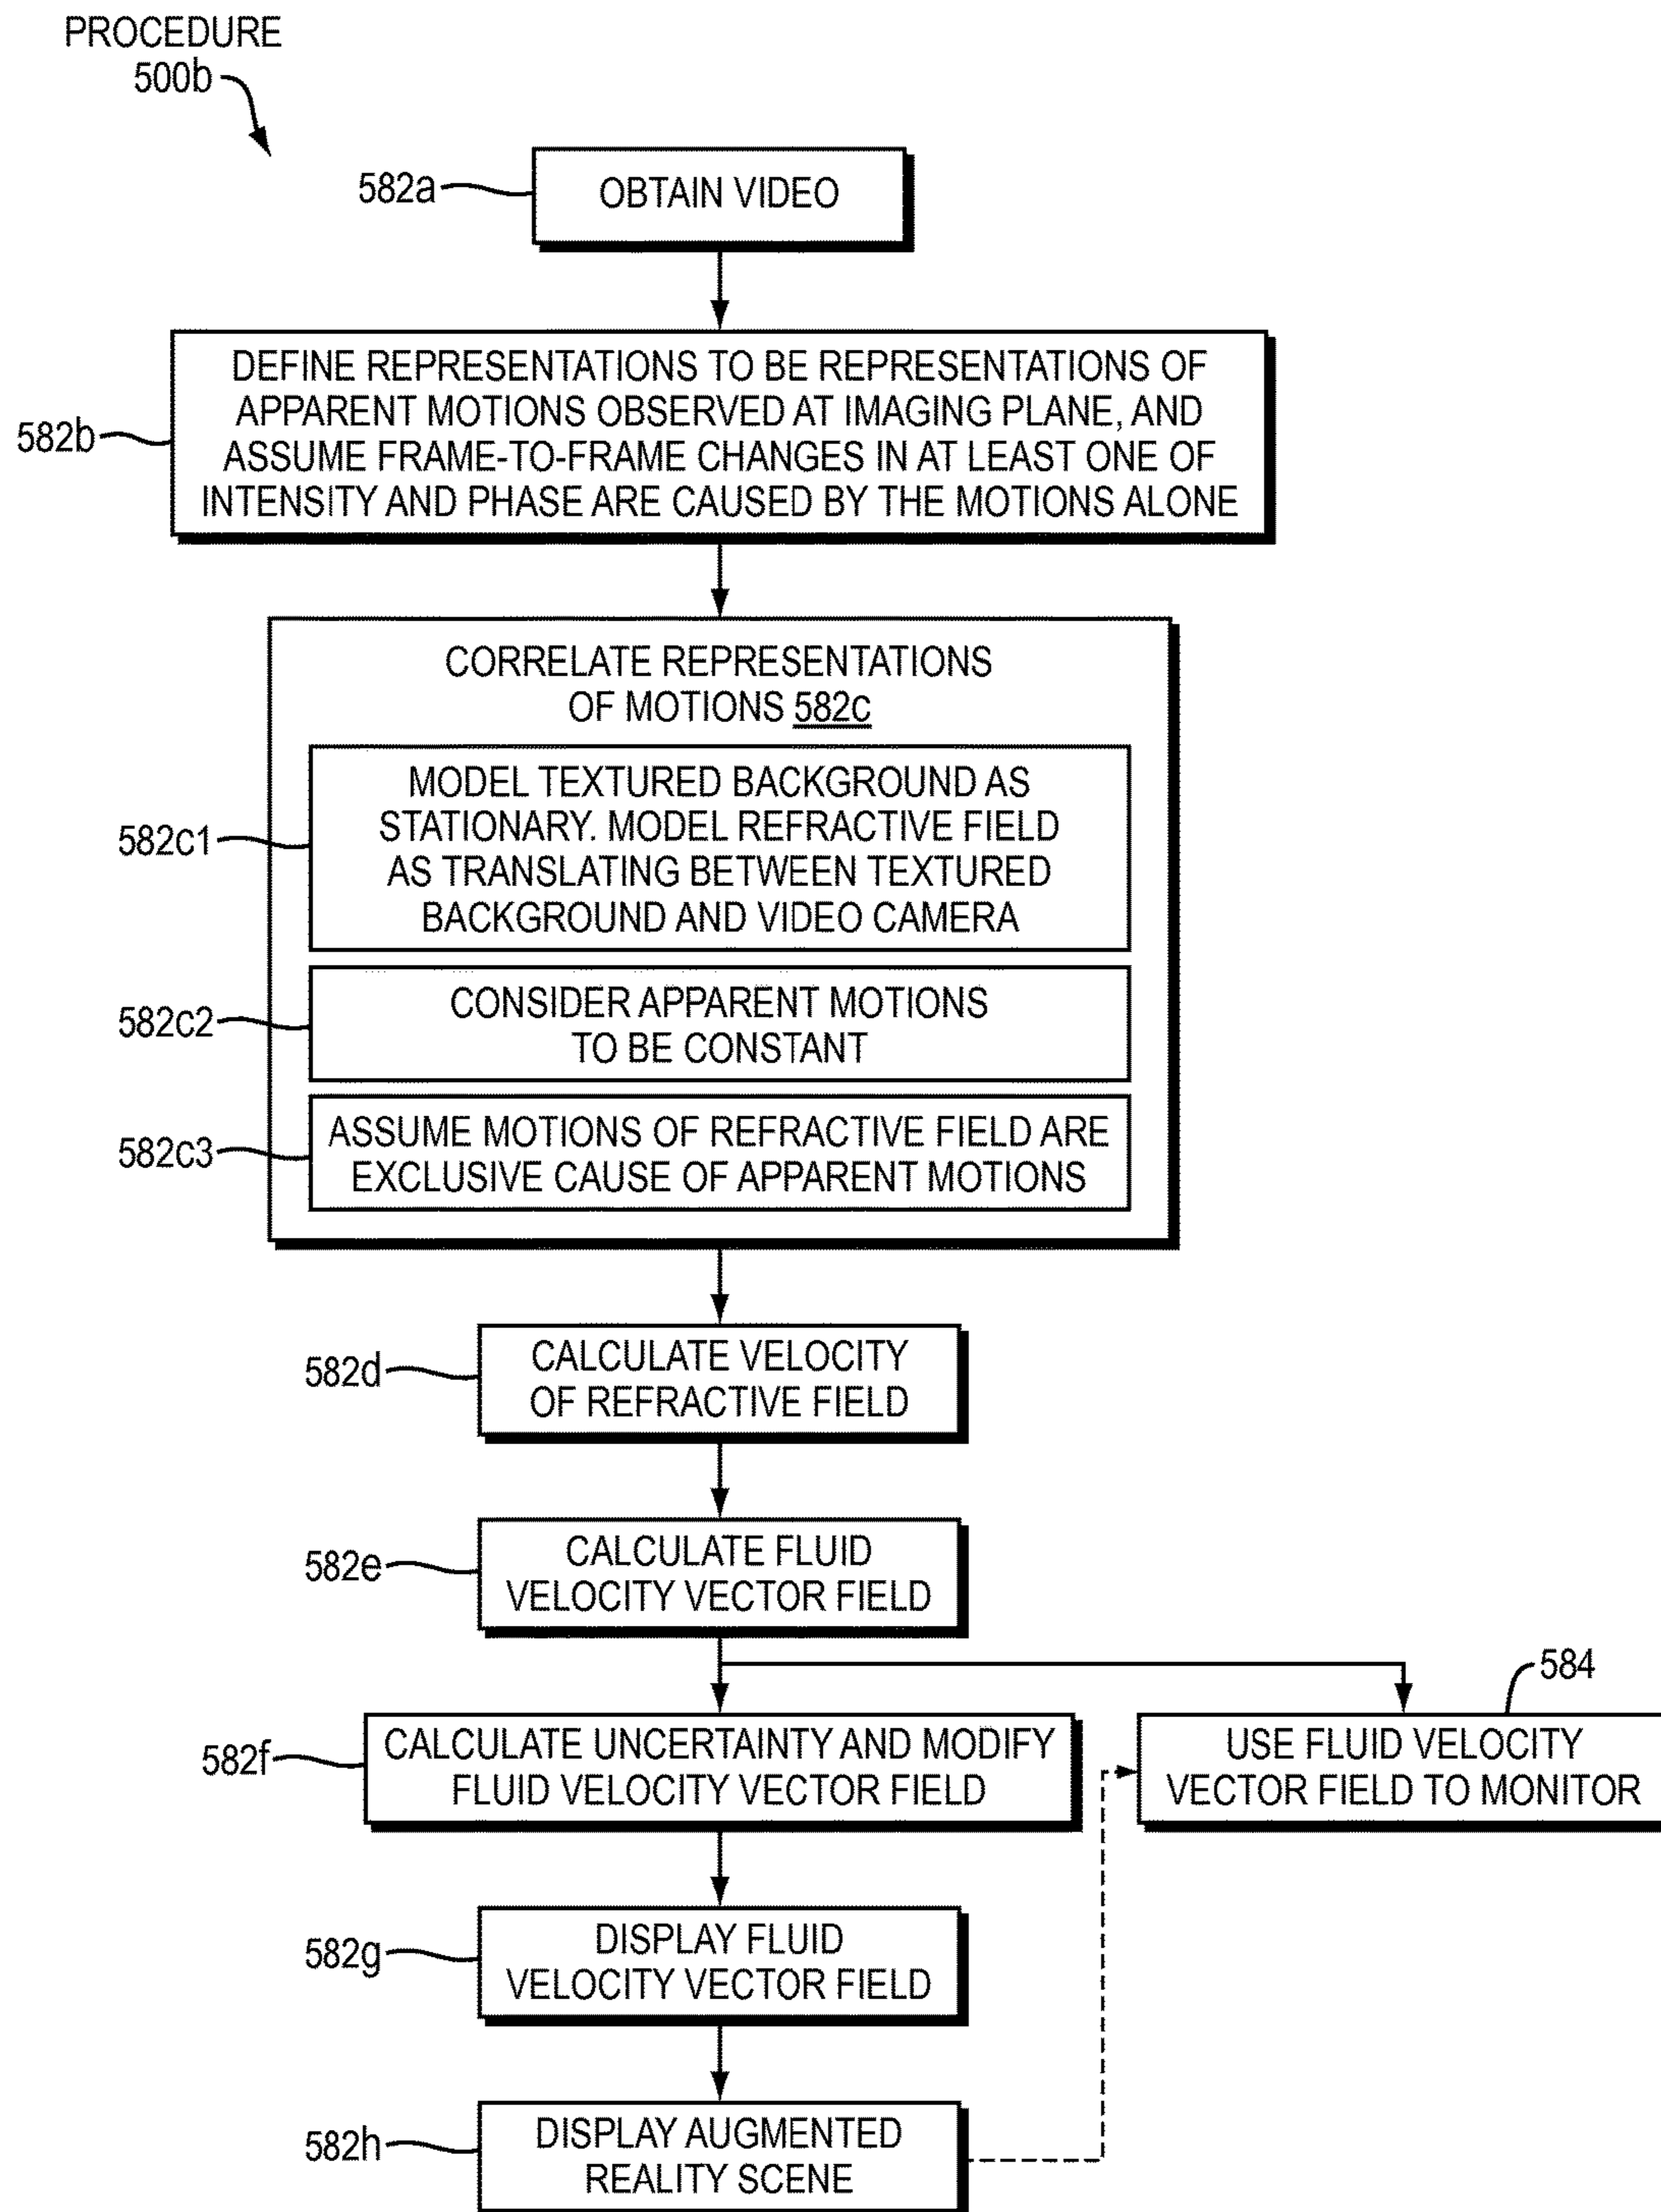 PROCEDURE
500b
582a
OBTAIN VIDEO
582b
DEFINE REPRESENTATIONS TO BE REPRESENTATIONS OF
APPARENT MOTIONS OBSERVED AT IMAGING PLANE, AND
ASSUME FRAME-TO-FRAME CHANGES IN AT LEAST ONE OF
INTENSITY AND PHASE ARE CAUSED BY THE MOTIONS ALONE
CORRELATE REPRESENTATIONS
OF MOTIONS 582c
582c1
MODEL TEXTURED BACKGROUND AS
STATIONARY. MODEL REFRACTIVE FIELD
AS TRANSLATING BETWEEN TEXTURED
BACKGROUND AND VIDEO CAMERA
582c2
CONSIDER APPARENT MOTIONS
TO BE CONSTANT
582c3
ASSUME MOTIONS OF REFRACTIVE FIELD ARE
EXCLUSIVE CAUSE OF APPARENT MOTIONS
582d
CALCULATE VELOCITY
OF REFRACTIVE FIELD
582e
CALCULATE FLUID
VELOCITY VECTOR FIELD
582f
CALCULATE UNCERTAINTY AND MODIFY
FLUID VELOCITY VECTOR FIELD
584
USE FLUID VELOCITY
VECTOR FIELD TO MONITOR
582g
DISPLAY FLUID
VELOCITY VECTOR FIELD
582h
DISPLAY AUGMENTED
REALITY SCENE